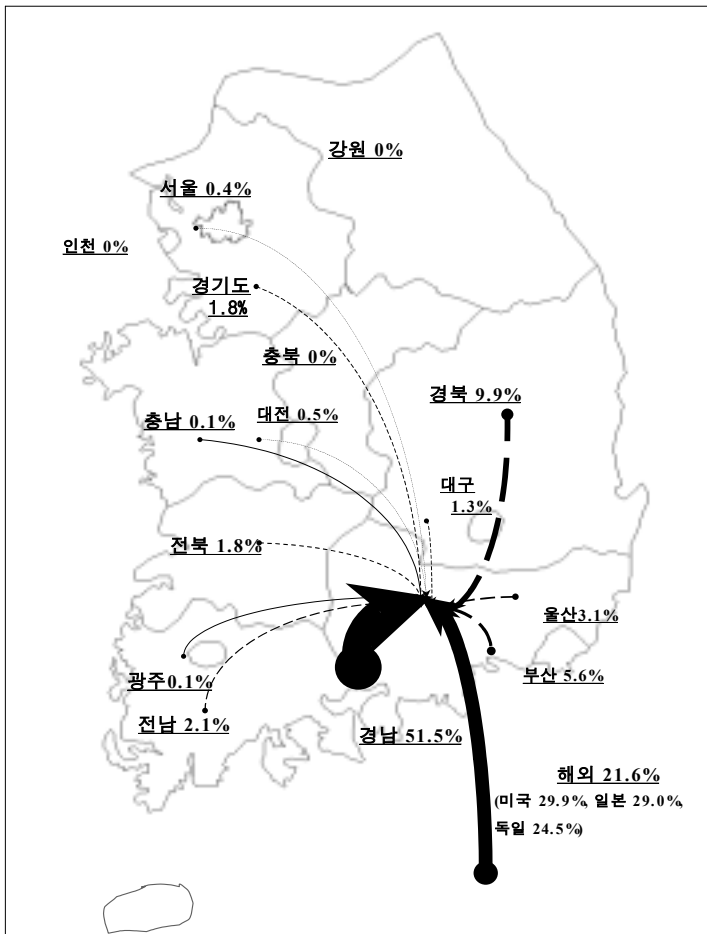 강원 0%
서울 0.4%
인천 0%
경기도
1.8%
충북 0%
경북 9.9%
충남 0.1%
대전 0.5%
대구
1.3%
전북 1.8%
울산3.1%
부산 5.6%
광주0.1%
전남 2.1%
경남 51.5%
해외 21.6%
(미국 29.9%, 일본 29.0%,
독일 24.5%)